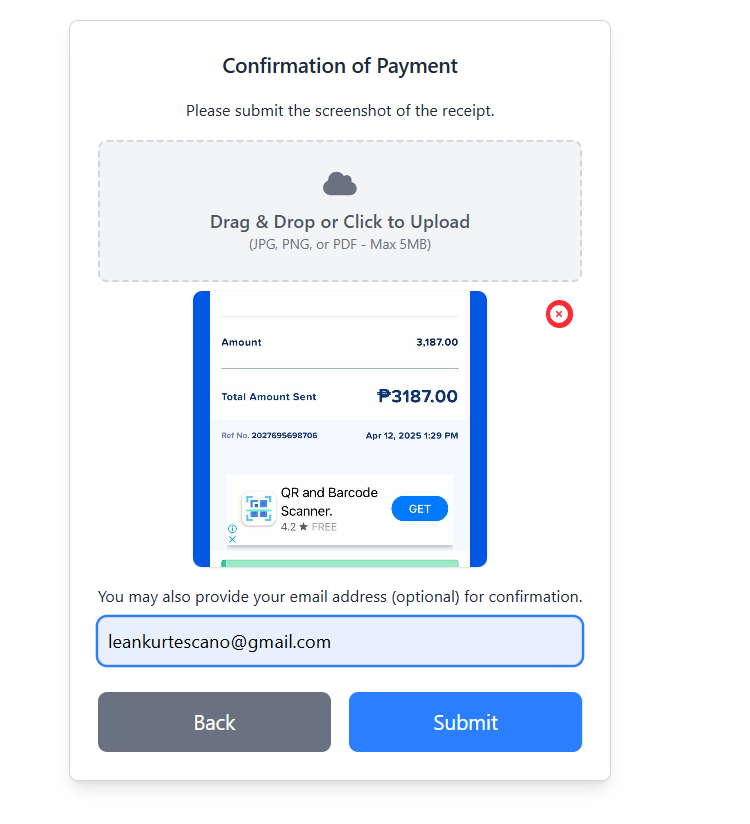 Confirmation of Payment
Please submit the screenshot of the receipt.
Drag & Drop or Click to Upload
(JPG, PNG, or PDF - Max 5MB)
Amount 3,187.00
Total Amount Sent ₱3187.00
Ref No. 2027695698706 Apr 12, 2025 1:29 PM
QR and Barcode
Scanner.
GET
4.2 ★ FREE
You may also provide your email address (optional) for confirmation.
leankurtescano@gmail.com
Back Submit